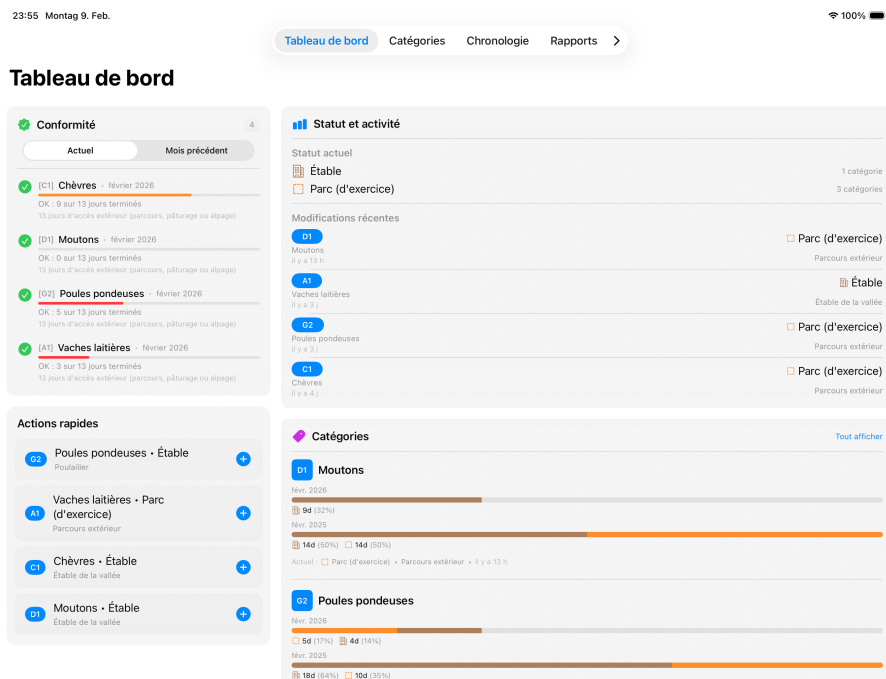 23:55 Montag 9. Feb.
100%
Tableau de bord
Catégories
Chronologie
Rapports
Tableau de bord
Conformité
4
Actuel
Mois précédent
[C1] Chèvres • février 2026
OK : 9 sur 13 jours terminés
13 jours d'accès extérieur (parcours, pâturage ou alpage)
[D1] Moutons • février 2026
OK : 0 sur 13 jours terminés
13 jours d'accès extérieur (parcours, pâturage ou alpage)
[G2] Poules pondeuses • février 2026
OK : 5 sur 13 jours terminés
13 jours d'accès extérieur (parcours, pâturage ou alpage)
[A1] Vaches laitières • février 2026
OK : 3 sur 13 jours terminés
13 jours d'accès extérieur (parcours, pâturage ou alpage)
Actions rapides
G2
Poules pondeuses • Étable
Poulailler
A1
Vaches laitières • Parc
(d'exercice)
Parcours extérieur
C1
Chèvres • Étable
Étable de la vallée
D1
Moutons • Étable
Étable de la vallée
Statut et activité
Statut actuel
Étable
1 catégorie
Parc (d'exercice)
3 catégories
Modifications récentes
D1
Moutons
il y a 13 h
Parc (d'exercice)
Parcours extérieur
A1
Vaches laitières
il y a 3 j
Étable
Étable de la vallée
G2
Poules pondeuses
il y a 3 j
Parc (d'exercice)
Parcours extérieur
C1
Chèvres
il y a 4 j
Parc (d'exercice)
Parcours extérieur
Catégories
Tout afficher
D1 Moutons
févr. 2026
9d (32%)
févr. 2025
14d (50%) 14d (50%)
Actuel : Parc (d'exercice) • Parcours extérieur • il y a 13 h
G2 Poules pondeuses
févr. 2026
5d (17%) 4d (14%)
févr. 2025
18d (64%) 10d (35%)